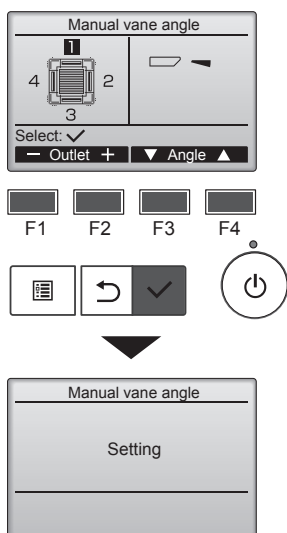 Manual vane angle
1
4 2
3
Select: ✓
− Outlet + ▼ Angle ▲
F1 F2 F3 F4
Manual vane angle
Setting